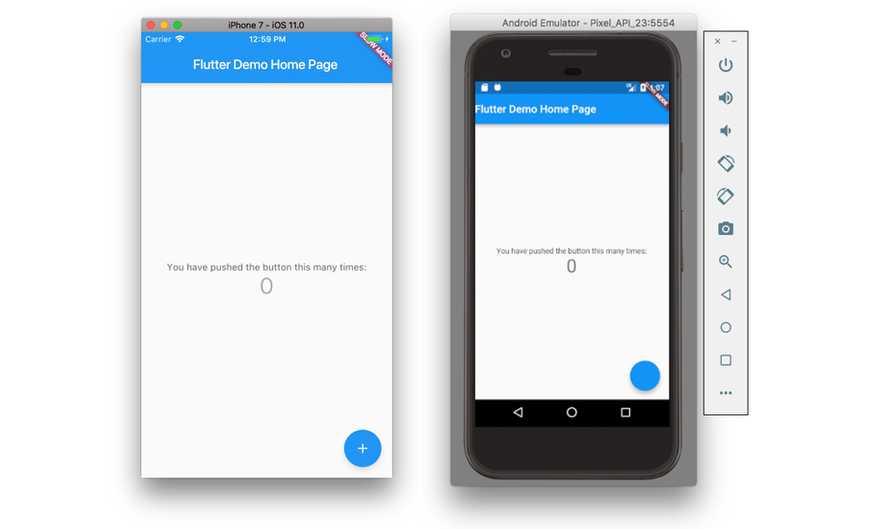 iPhone 7 - iOS 11.0
Carrier
12:59 PM
SLOW MODE
Flutter Demo Home Page
You have pushed the button this many times:
0
Android Emulator - Pixel_API_23:5554
1:07
MODE
Flutter Demo Home Page
You have pushed the button this many times:
0